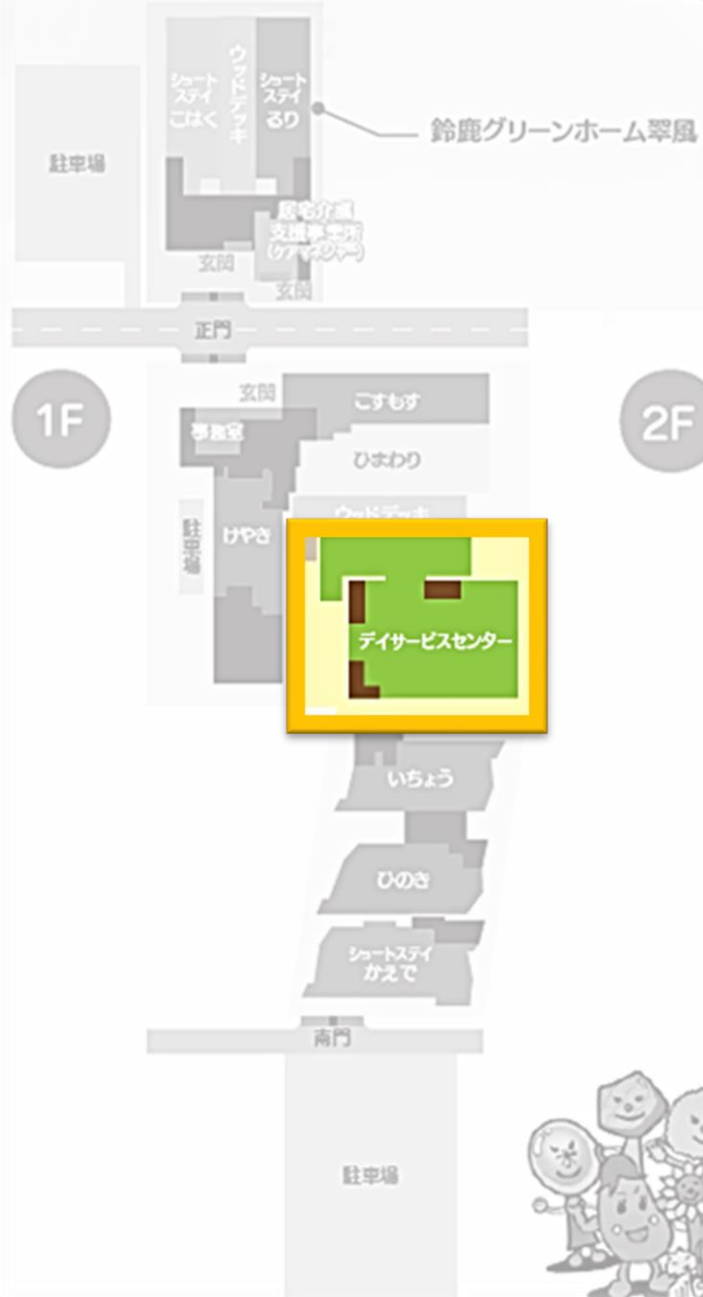 ショート
ステイ
こはく
ウッドデッキ
ショート
ステイ
るり
鈴鹿グリーンホーム翠風
駐車場
居宅介護
支援事業所
(ケアマネジャー)
玄関
玄関
正門
1F
2F
玄関
こすもす
事務室
ひまわり
ウッドデッキ
駐車場
けやき
デイサービスセンター
いちょう
ひのき
ショートステイ
かえで
南門
駐車場